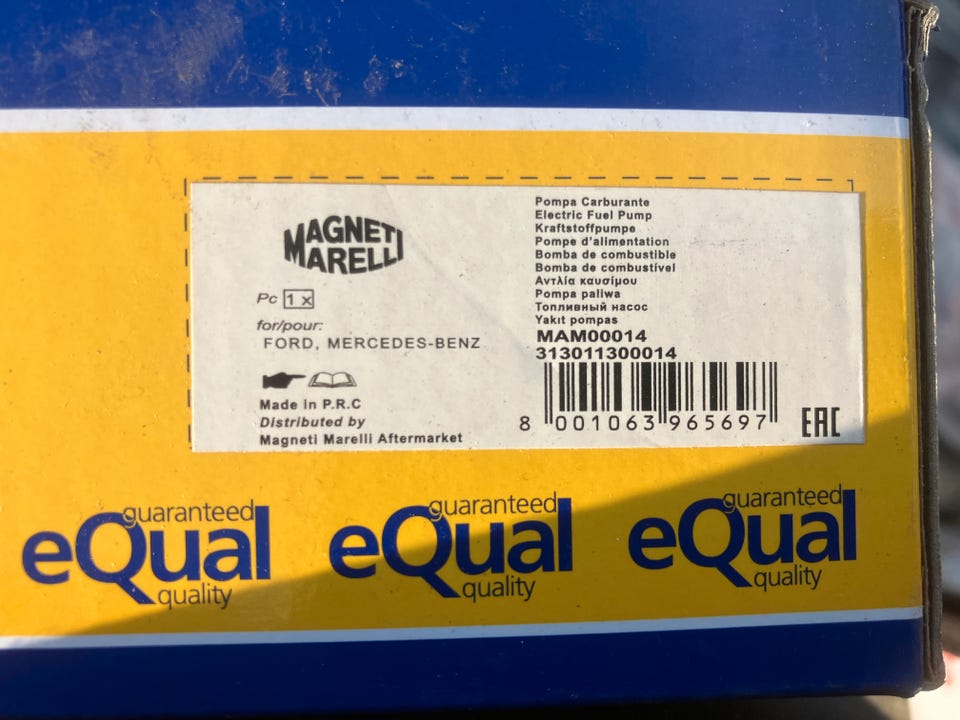 MAGNETI
MARELLI
Pc 1 x
for/pour:
FORD, MERCEDES-BENZ
Made in P.R.C
Distributed by
Magneti Marelli Aftermarket
Pompa Carburante
Electric Fuel Pump
Kraftstoffpumpe
Pompe d'alimentation
Bomba de combustible
Bomba de combustível
Αντλία καυσίμου
Pompa paliwa
Топливный насос
Yakıt pompas
MAM00014
313011300014
8 001063 965697
EAC
guaranteed
eQual
quality
guaranteed
eQual
quality
guaranteed
eQual
quality